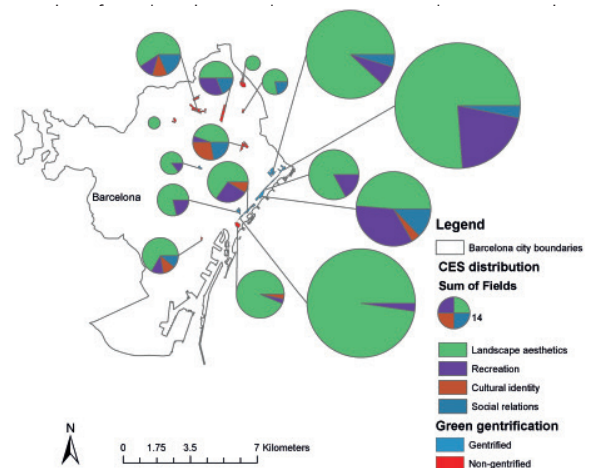 Barcelona
Legend
Barcelona city boundaries
CES distribution
Sum of Fields
14
Landscape aesthetics
Recreation
Cultural identity
Social relations
Green gentrification
Gentrified
Non-gentrified
N
0 1.75 3.5 7 Kilometers